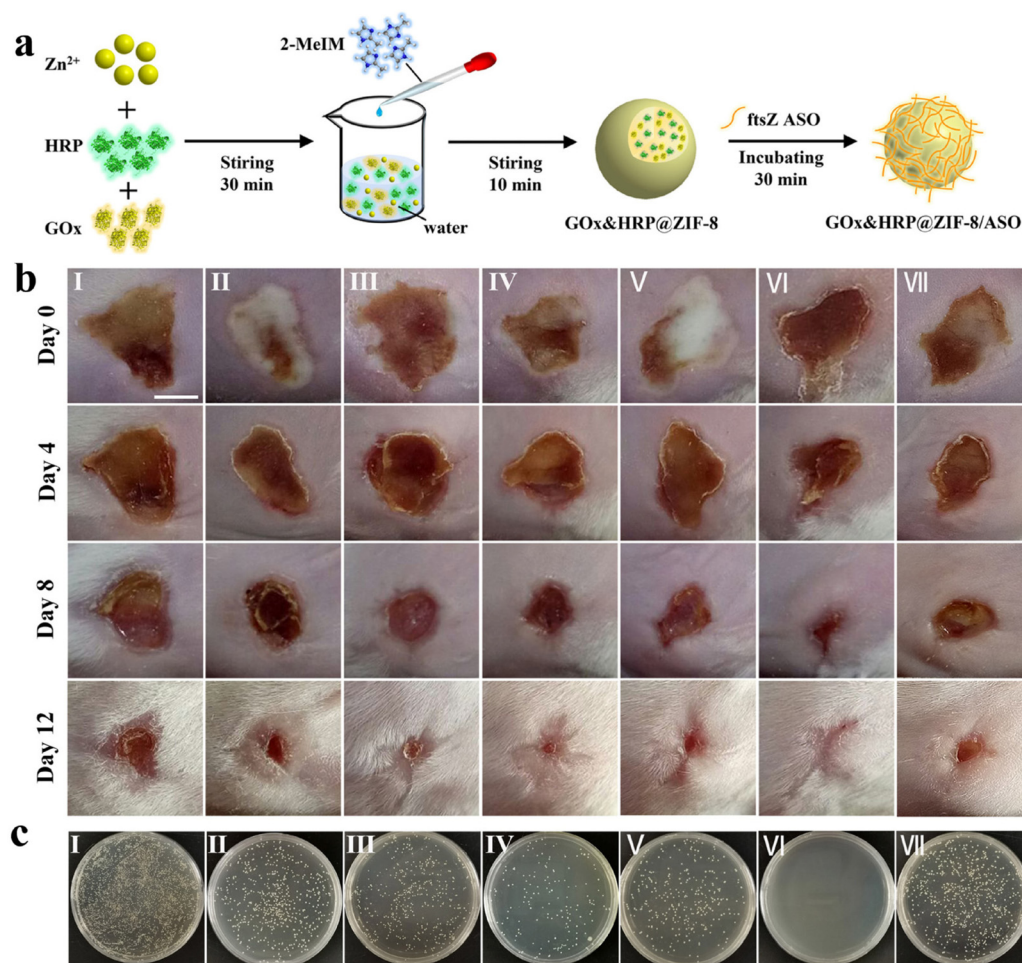 a
Zn²⁺
+
HRP
+
GOx
Stiring
30 min
2-MeIM
water
Stiring
10 min
GOx&HRP@ZIF-8
ftsZ ASO
Incubating
30 min
GOx&HRP@ZIF-8/ASO
b
I II III IV V VI VII
Day 0
Day 4
Day 8
Day 12
c
I II III IV V VI VII